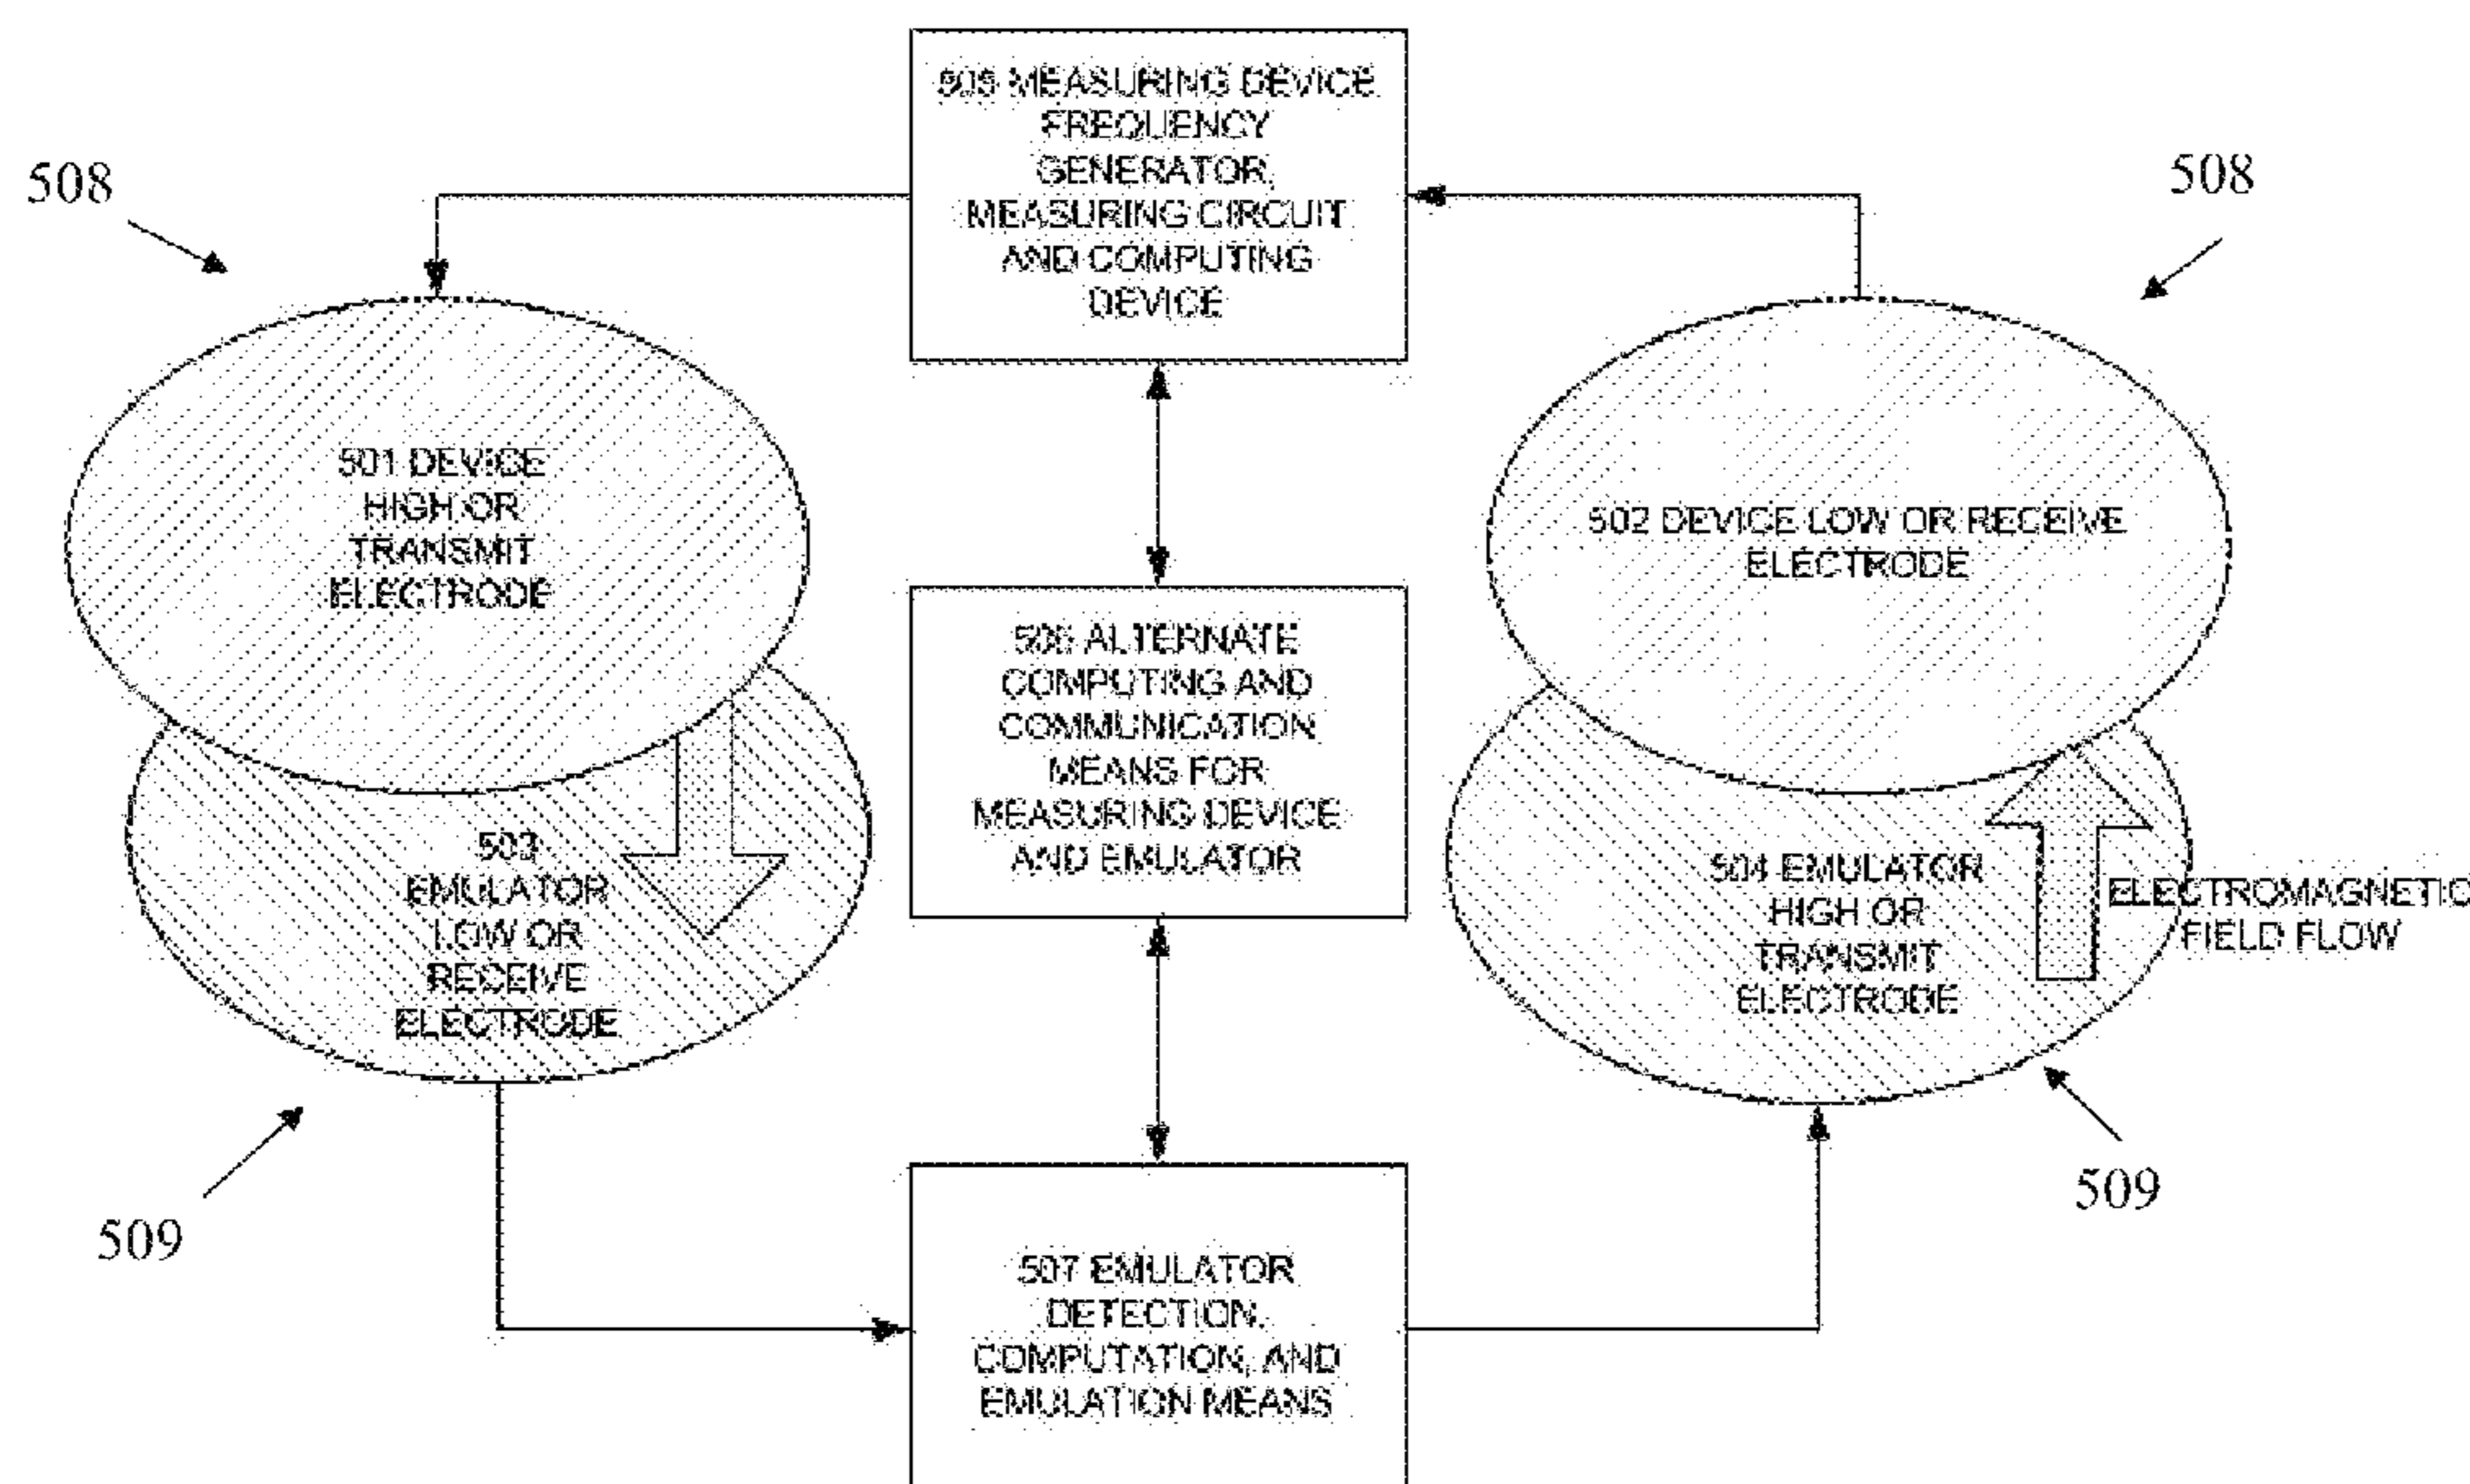 505 MEASURING DEVICE
FREQUENCY
GENERATOR,
MEASURING CIRCUIT
AND COMPUTING
DEVICE
508
508
501 DEVICE
HIGH OR
TRANSMIT
ELECTRODE
502 DEVICE LOW OR RECEIVE
ELECTRODE
506 ALTERNATE
COMPUTING AND
COMMUNICATION
MEANS FOR
MEASURING DEVICE
AND EMULATOR
503
EMULATOR
LOW OR
RECEIVE
ELECTRODE
504 EMULATOR
HIGH OR
TRANSMIT
ELECTRODE
ELECTROMAGNETIC
FIELD FLOW
509
509
507 EMULATOR
DETECTION,
COMPUTATION, AND
EMULATION MEANS